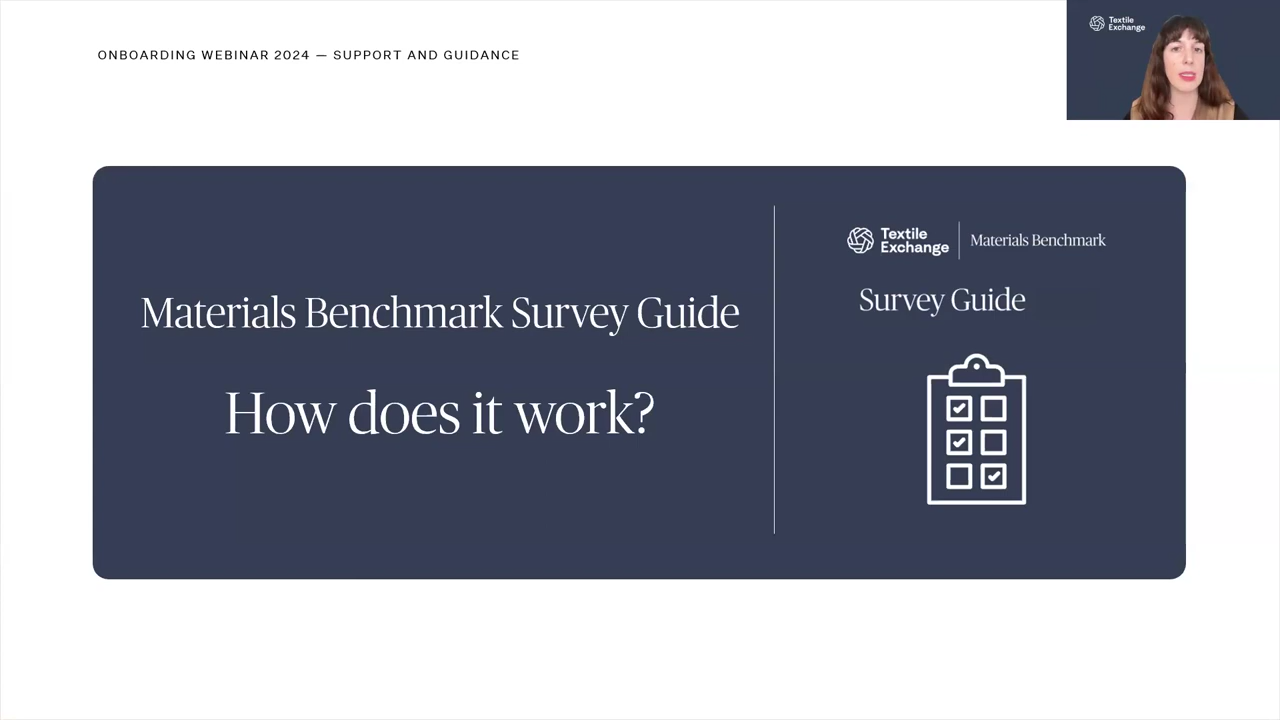 ONBOARDING WEBINAR 2024 — SUPPORT AND GUIDANCE
Textile
Exchange
Materials Benchmark Survey Guide
How does it work?
Textile
Exchange
Materials Benchmark
Survey Guide